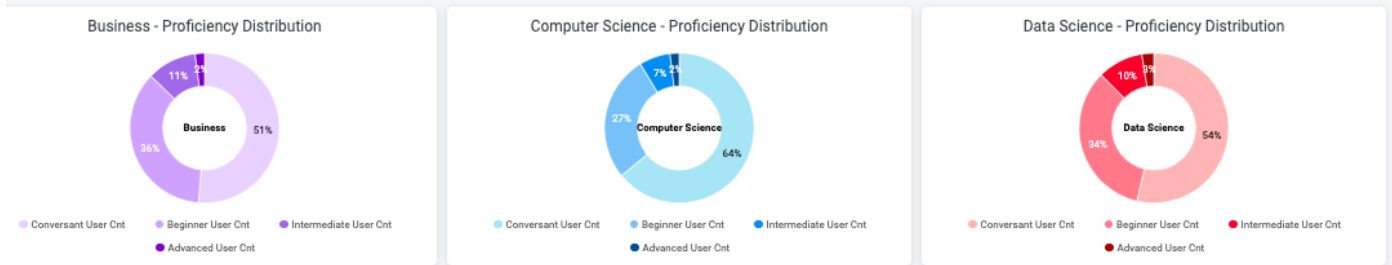 Business - Proficiency Distribution
11%
2%
Business
51%
36%
Conversant User Cnt
Beginner User Cnt
Intermediate User Cnt
Advanced User Cnt
Computer Science - Proficiency Distribution
7%
2%
27%
Computer Science
64%
Conversant User Cnt
Beginner User Cnt
Intermediate User Cnt
Advanced User Cnt
Data Science - Proficiency Distribution
10%
3%
Data Science
54%
34%
Conversant User Cnt
Beginner User Cnt
Intermediate User Cnt
Advanced User Cnt